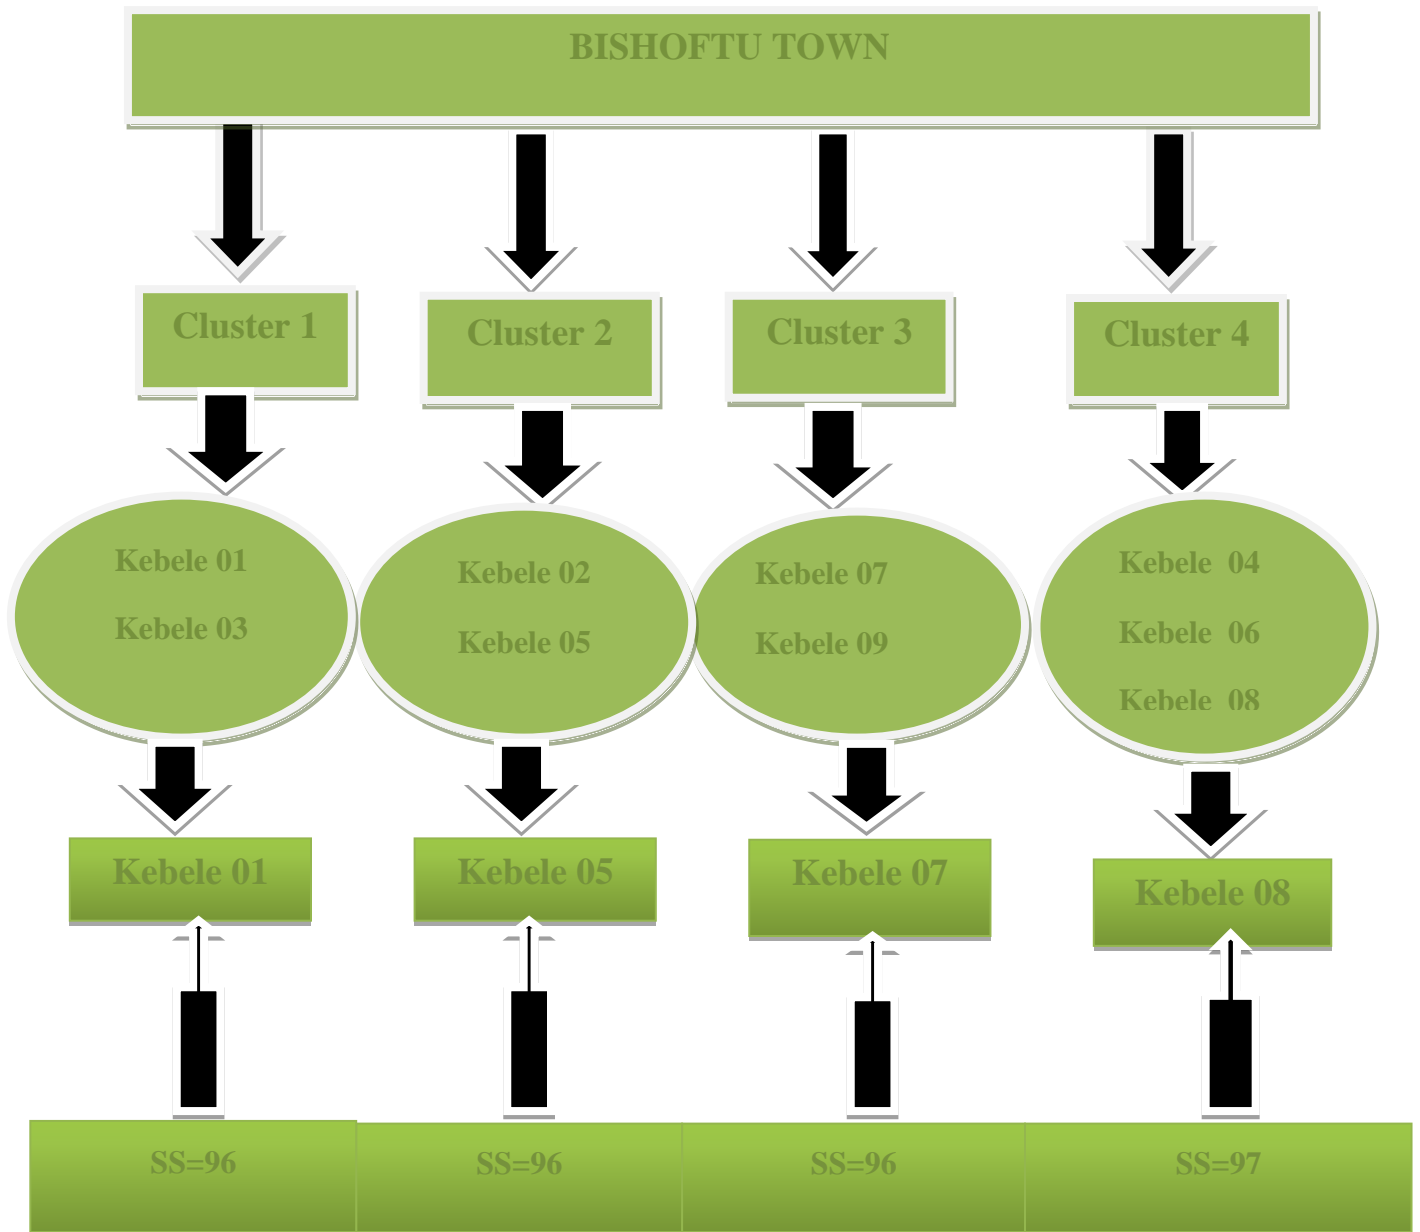 BISHOFTU TOWN
Cluster 1
Cluster 2
Cluster 3
Cluster 4
Kebele 01
Kebele 03
Kebele 02
Kebele 05
Kebele 07
Kebele 09
Kebele 04
Kebele 06
Kebele 08
Kebele 01
Kebele 05
Kebele 07
Kebele 08
SS=96
SS=96
SS=96
SS=97